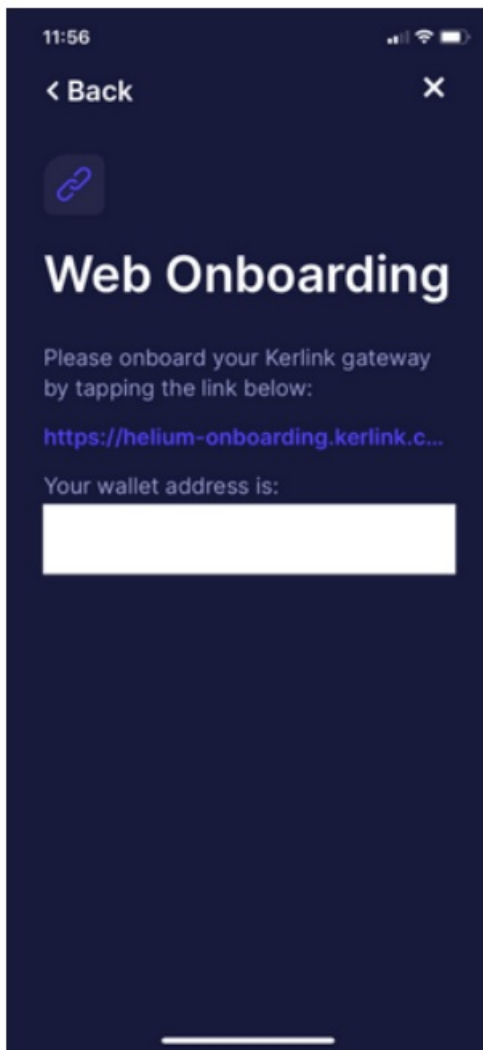 11:56
Back
Web Onboarding
Please onboard your Kerlink gateway
by tapping the link below:
https://helium-onboarding.kerlink.c...
Your wallet address is: